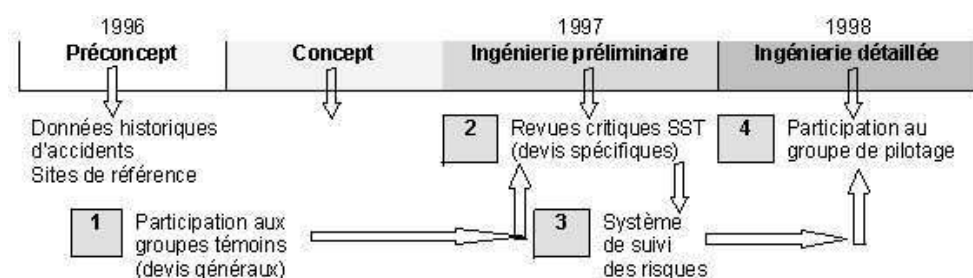 1996
1997
1998
Préconcept
Concept
Ingénierie préliminaire
Ingénierie détaillée
Données historiques
d'accidents
Sites de référence
2
Revues critiques SST
(devis spécifiques)
4
Participation au
groupe de pilotage
1
Participation aux
groupes témoins
(devis généraux)
3
Système
de suivi
des risques